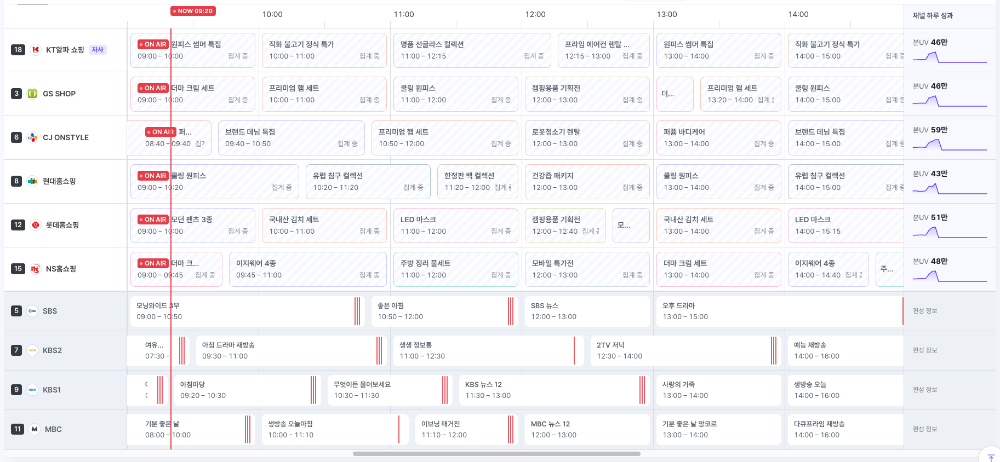 NOW 09:20
10:00
11:00
12:00
13:00
14:00
채널 하루 성과
18 KT알파 쇼핑 자사
ON AIR 원피스 썸머 특집
09:00 – 10:00 집계 중
직화 불고기 정식 특가
10:00 – 11:00 집계 중
명품 선글라스 컬렉션
11:00 – 12:15 집계 중
프라임 에어컨 렌탈 ...
12:15 – 13:00 집계 중
원피스 썸머 특집
13:00 – 14:00 집계 중
직화 불고기 정식 특가
14:00 – 15:00 집계
분UV 46만
3 GS SHOP
ON AIR 더마 크림 세트
09:00 – 10:00 집계 중
프리미엄 햄 세트
10:00 – 11:00 집계 중
쿨링 원피스
11:00 – 12:00 집계 중
캠핑용품 기획전
12:00 – 13:00 집계 중
더...
프리미엄 햄 세트
13:20 – 14:00 집계
쿨링 원피스
14:00 – 15:00 집계
분UV 46만
6 CJ ONSTYLE
ON AIR 퍼...
08:40 – 09:40
브랜드 데님 특집
09:40 – 10:50 집계 중
프리미엄 햄 세트
10:50 – 12:00 집계 중
로봇청소기 렌탈
12:00 – 13:00 집계 중
퍼퓸 바디케어
13:00 – 14:00 집계 중
브랜드 데님 특집
14:00 – 15:00 집계
분UV 59만
8 현대홈쇼핑
ON AIR 쿨링 원피스
09:00 – 10:20 집계 중
유럽 침구 컬렉션
10:20 – 11:20 집계 중
한정판 백 컬렉션
11:20 – 12:00 집계
건강즙 패키지
12:00 – 13:00 집계 중
쿨링 원피스
13:00 – 14:00 집계 중
유럽 침구 컬렉션
14:00 – 15:00 집계
분UV 43만
12 롯데홈쇼핑
ON AIR 모던 팬츠 3종
09:00 – 10:00 집계 중
국내산 김치 세트
10:00 – 11:00 집계 중
LED 마스크
11:00 – 12:00 집계 중
캠핑용품 기획전
12:00 – 12:40 집계
모...
국내산 김치 세트
13:00 – 14:00 집계 중
LED 마스크
14:00 – 15:15
분UV 51만
15 NS홈쇼핑
ON AIR 더마 크...
09:00 – 09:45 집계 중
이지웨어 4종
09:45 – 11:00 집계 중
주방 정리 풀세트
11:00 – 12:00 집계 중
모바일 특가전
12:00 – 13:00 집계 중
더마 크림 세트
13:00 – 14:00 집계 중
이지웨어 4종
14:00 – 14:40 집계
주...
분UV 48만
5 SBS SBS
모닝와이드 3부
09:00 – 10:50
좋은 아침
10:50 – 12:00
SBS 뉴스
12:00 – 13:00
오후 드라마
13:00 – 15:00
편성 정보
7 KBS2
여유...
07:30 –
아침 드라마 재방송
09:30 – 11:00
생생 정보통
11:00 – 12:30
2TV 저녁
12:30 – 14:00
예능 재방송
14:00 – 16:00
편성 정보
9 KBS1
아침마당
09:20 – 10:30
무엇이든 물어보세요
10:30 – 11:30
KBS 뉴스 12
11:30 – 13:00
사랑의 가족
13:00 – 14:00
생방송 오늘
14:00 – 16:00
편성 정보
11 MBC
기분 좋은 날
08:00 – 10:00
생방송 오늘아침
10:00 – 11:10
이브닝 매거진
11:10 – 12:00
MBC 뉴스 12
12:00 – 13:00
기분 좋은 날 앙코르
13:00 – 14:00
다큐프라임 재방송
14:00 – 16:00
편성 정보